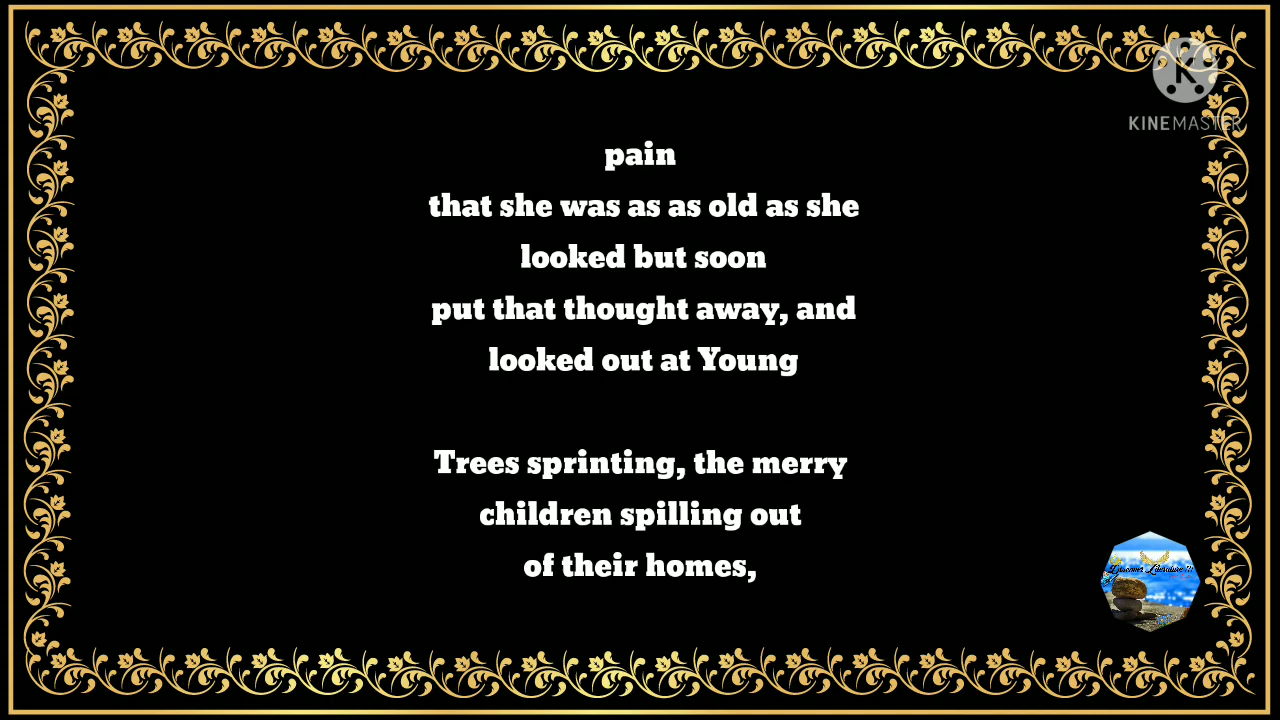 KINEMASTER
pain
that she was as as old as she
looked but soon
put that thought away, and
looked out at Young
Trees sprinting, the merry
children spilling out
of their homes,